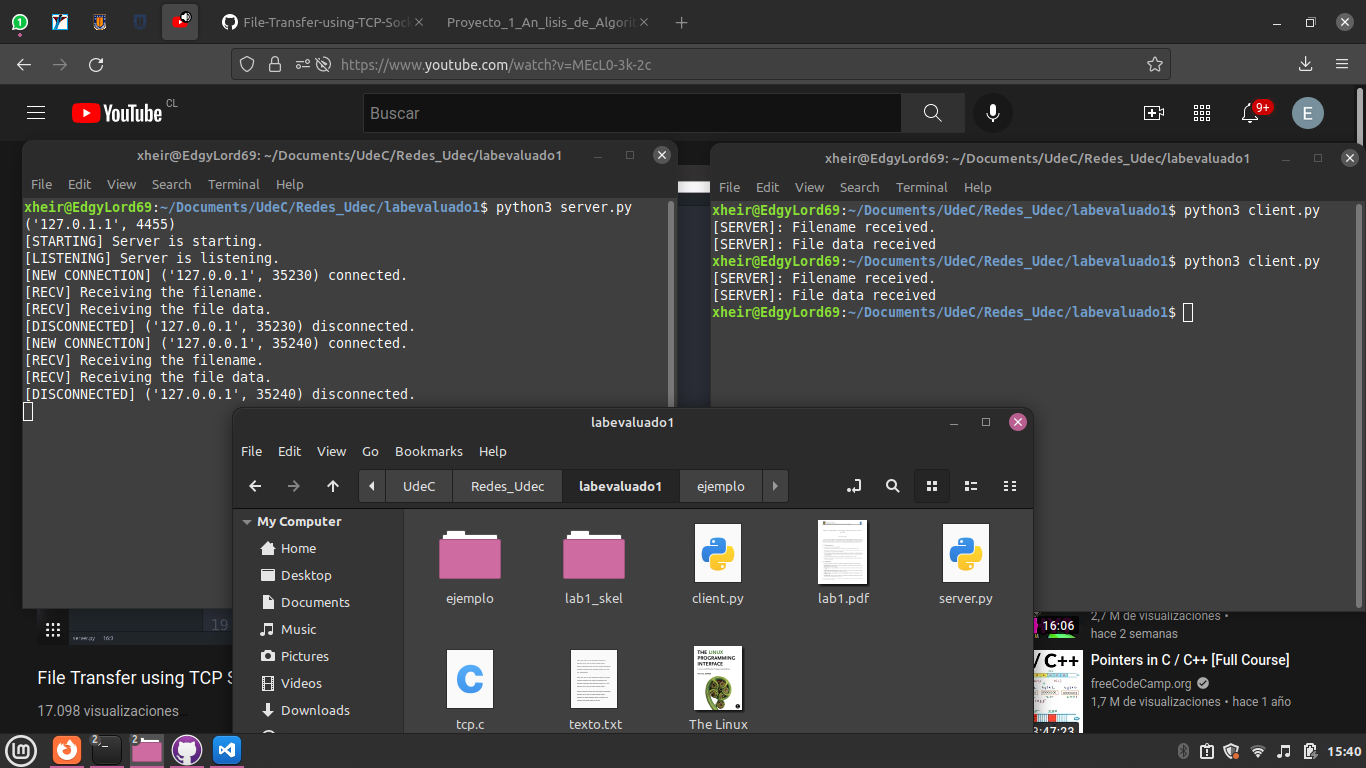 File-Transfer-using-TCP-Sock
Proyecto_1_An_lisis_de_Algorit
https://www.youtube.com/watch?v=MEcL0-3k-2c
YouTube CL
Buscar
9+
E
xheir@EdgyLord69: ~/Documents/UdeC/Redes_Udec/labevaluado1
File Edit View Search Terminal Help
xheir@EdgyLord69:~/Documents/UdeC/Redes_Udec/labevaluado1$ python3 server.py
('127.0.1.1', 4455)
[STARTING] Server is starting.
[LISTENING] Server is listening.
[NEW CONNECTION] ('127.0.0.1', 35230) connected.
[RECV] Receiving the filename.
[RECV] Receiving the file data.
[DISCONNECTED] ('127.0.0.1', 35230) disconnected.
[NEW CONNECTION] ('127.0.0.1', 35240) connected.
[RECV] Receiving the filename.
[RECV] Receiving the file data.
[DISCONNECTED] ('127.0.0.1', 35240) disconnected.
xheir@EdgyLord69: ~/Documents/UdeC/Redes_Udec/labevaluado1
File Edit View Search Terminal Help
xheir@EdgyLord69:~/Documents/UdeC/Redes_Udec/labevaluado1$ python3 client.py
[SERVER]: Filename received.
[SERVER]: File data received
xheir@EdgyLord69:~/Documents/UdeC/Redes_Udec/labevaluado1$ python3 client.py
[SERVER]: Filename received.
[SERVER]: File data received
xheir@EdgyLord69:~/Documents/UdeC/Redes_Udec/labevaluado1$
labevaluado1
File Edit View Go Bookmarks Help
UdeC Redes_Udec labevaluado1 ejemplo
My Computer
Home
Desktop
Documents
Music
Pictures
Videos
Downloads
ejemplo lab1_skel client.py lab1.pdf server.py
THE LINUX
PROGRAMMING
INTERFACE
C
tcp.c texto.txt The Linux
19
server.py 16:9
File Transfer using TCP S
17.098 visualizaciones
16:06
2,7 M de visualizaciones •
hace 2 semanas
/ C++
Pointers in C / C++ [Full Course]
freeCodeCamp.org
1,7 M de visualizaciones • hace 1 año
3:47:23
2
2
15:40